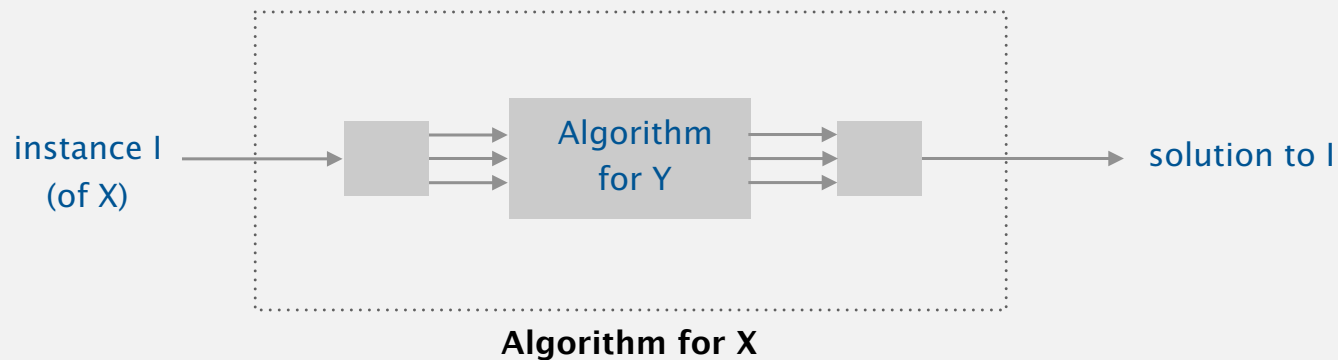 instance I
(of X)
Algorithm
for Y
solution to I
Algorithm for X